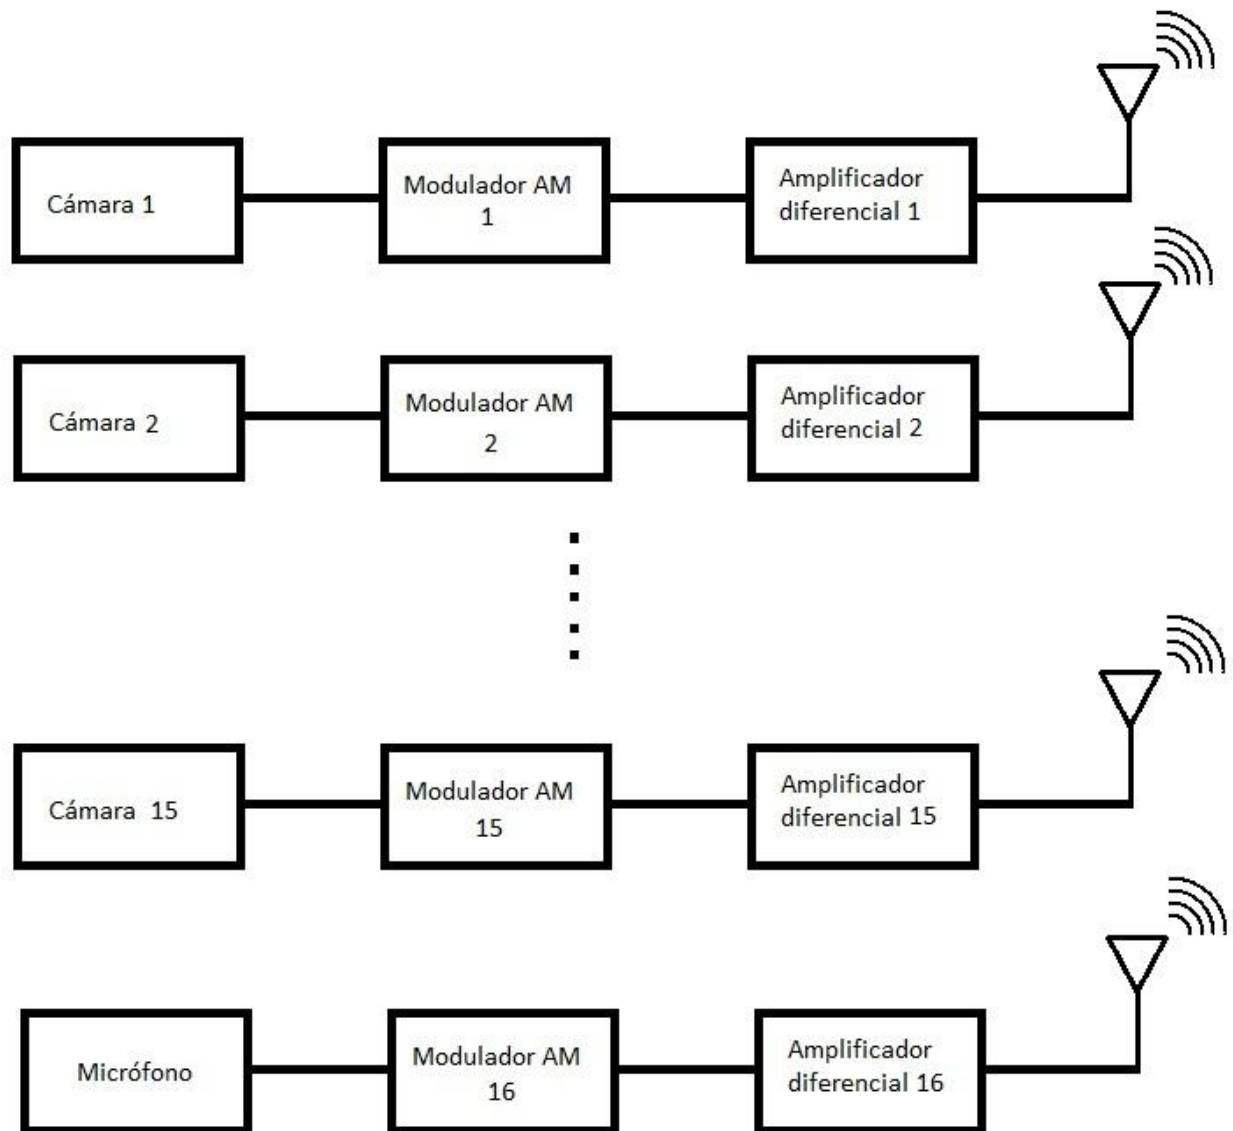 Cámara 1
Modulador AM
1
Amplificador
diferencial 1
Cámara 2
Modulador AM
2
Amplificador
diferencial 2
Cámara 15
Modulador AM
15
Amplificador
diferencial 15
Micrófono
Modulador AM
16
Amplificador
diferencial 16